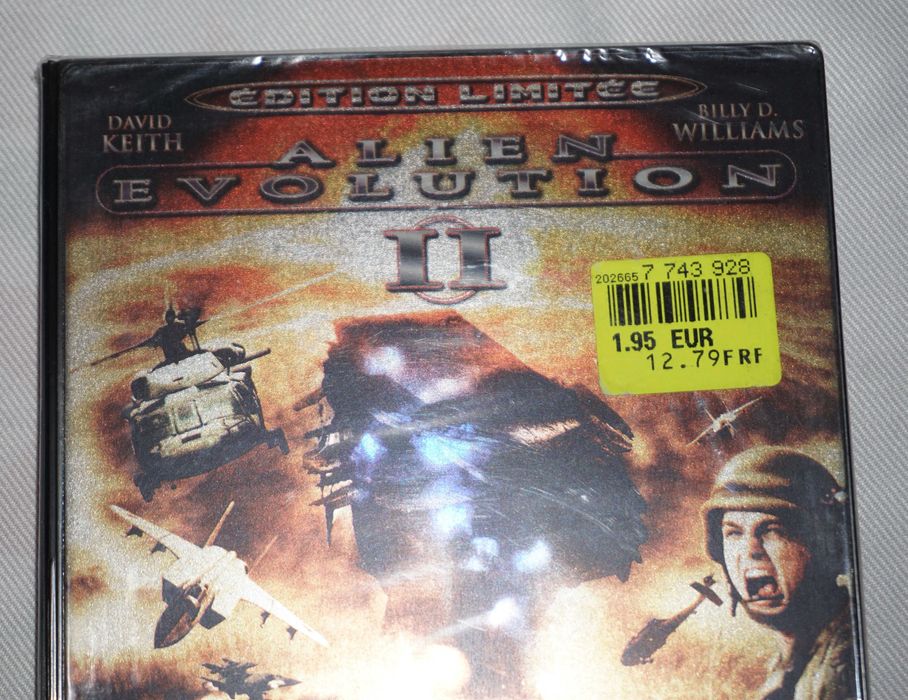 ÉDITION LIMITÉE
DAVID
KEITH
BILLY D.
WILLIAMS
ALIEN
EVOLUTION
II
202665 7 743 928
1.95 EUR
12.79FRF